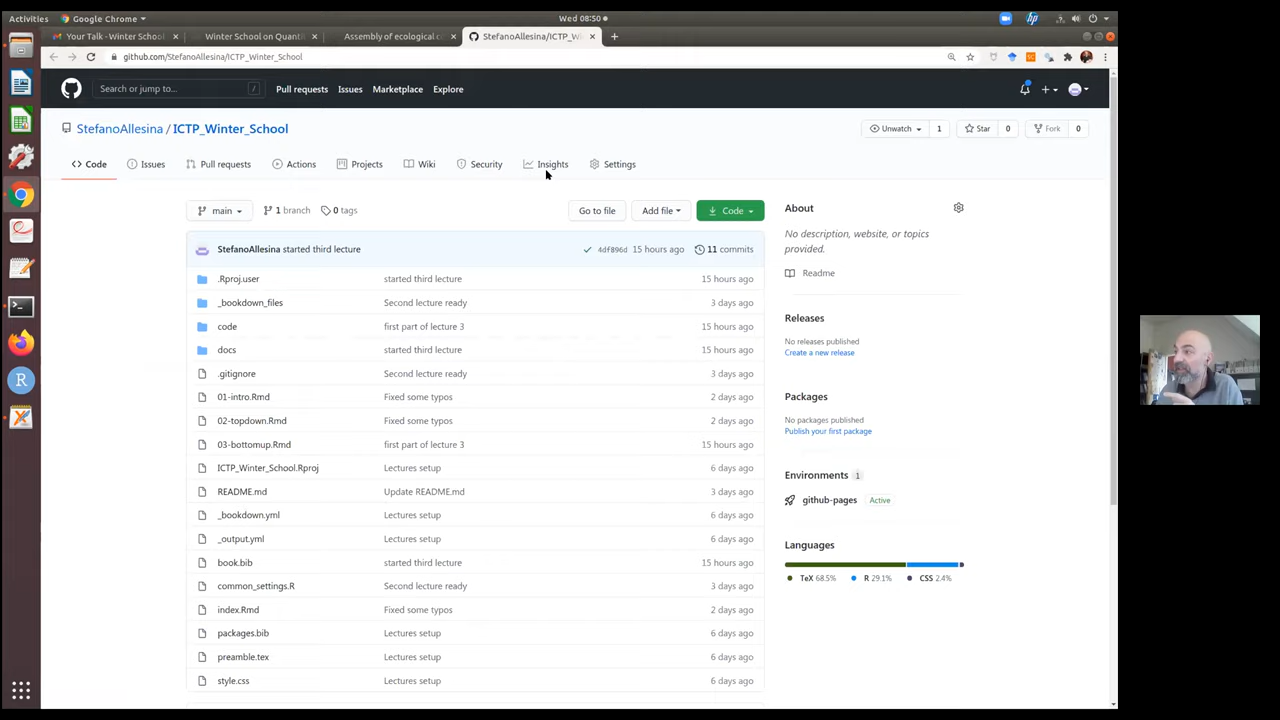 Activities
Google Chrome
Wed 08:50
Your Talk - Winter School
Winter School on Quanti
Assembly of ecological c
StefanoAllesina/ICTP_Wi
github.com/StefanoAllesina/ICTP_Winter_School
Search or jump to...
/
Pull requests
Issues
Marketplace
Explore
StefanoAllesina / ICTP_Winter_School
Unwatch
1
Star
0
Fork
0
Code
Issues
Pull requests
Actions
Projects
Wiki
Security
Insights
Settings
main
1 branch
0 tags
Go to file
Add file
Code
About
No description, website, or topics
provided.
Readme
StefanoAllesina started third lecture
4df896d 15 hours ago
11 commits
.Rproj.user started third lecture 15 hours ago
_bookdown_files Second lecture ready 3 days ago
code first part of lecture 3 15 hours ago
docs started third lecture 15 hours ago
.gitignore Second lecture ready 3 days ago
01-intro.Rmd Fixed some typos 2 days ago
02-topdown.Rmd Fixed some typos 2 days ago
03-bottomup.Rmd first part of lecture 3 15 hours ago
ICTP_Winter_School.Rproj Lectures setup 6 days ago
README.md Update README.md 3 days ago
_bookdown.yml Lectures setup 6 days ago
_output.yml Lectures setup 6 days ago
book.bib started third lecture 15 hours ago
common_settings.R Second lecture ready 3 days ago
index.Rmd Fixed some typos 2 days ago
packages.bib Lectures setup 6 days ago
preamble.tex Lectures setup 6 days ago
style.css Lectures setup 6 days ago
Releases
No releases published
Create a new release
Packages
No packages published
Publish your first package
Environments 1
github-pages Active
Languages
TeX 68.5%
R 29.1%
CSS 2.4%